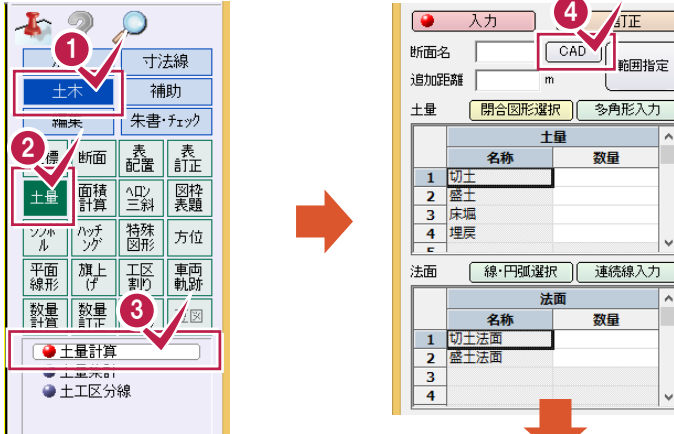 1
寸法線
土木
補助
編集
朱書・チェック
2
断面
表配置
表訂正
土量
面積計算
ヘロン三斜
図枠表題
ハッチング
特殊図形
方位
平面線形
旗上げ
工区割り
車両軌跡
数量計算
数量訂正
3
土量計算
土量集計
土工区分線
入力
4
訂正
断面名
CAD
範囲指定
追加距離
m
土量
閉合図形選択
多角形入力
土量
名称
数量
1 切土
2 盛土
3 床堀
4 埋戻
5
法面
線・円弧選択
連続線入力
法面
名称
数量
1 切土法面
2 盛土法面
3
4